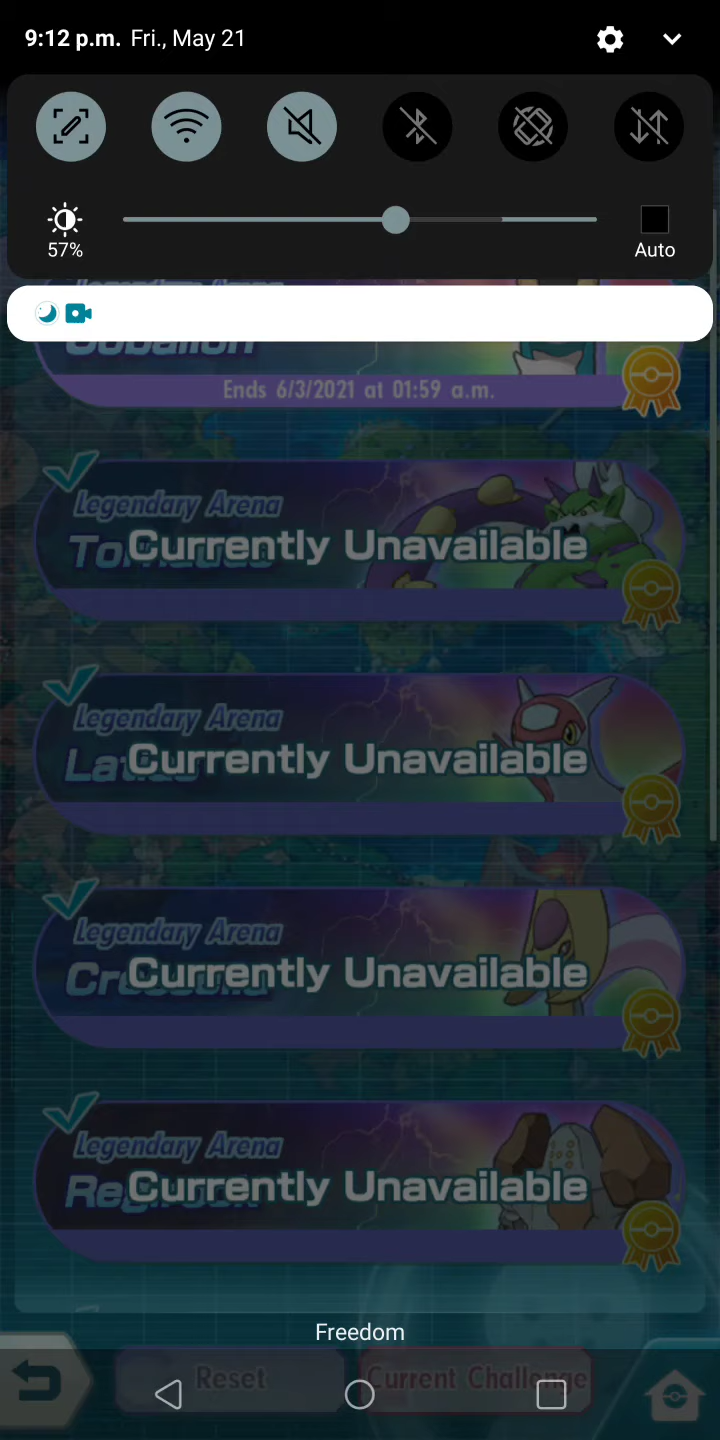 9:12 p.m. Fri., May 21
57%
Auto
Cobalion
Ends 6/3/2021 at 01:59 a.m.
Legendary Arena
Currently Unavailable
Legendary Arena
Currently Unavailable
Legendary Arena
Currently Unavailable
Legendary Arena
Currently Unavailable
Freedom
Reset
Current Challenge